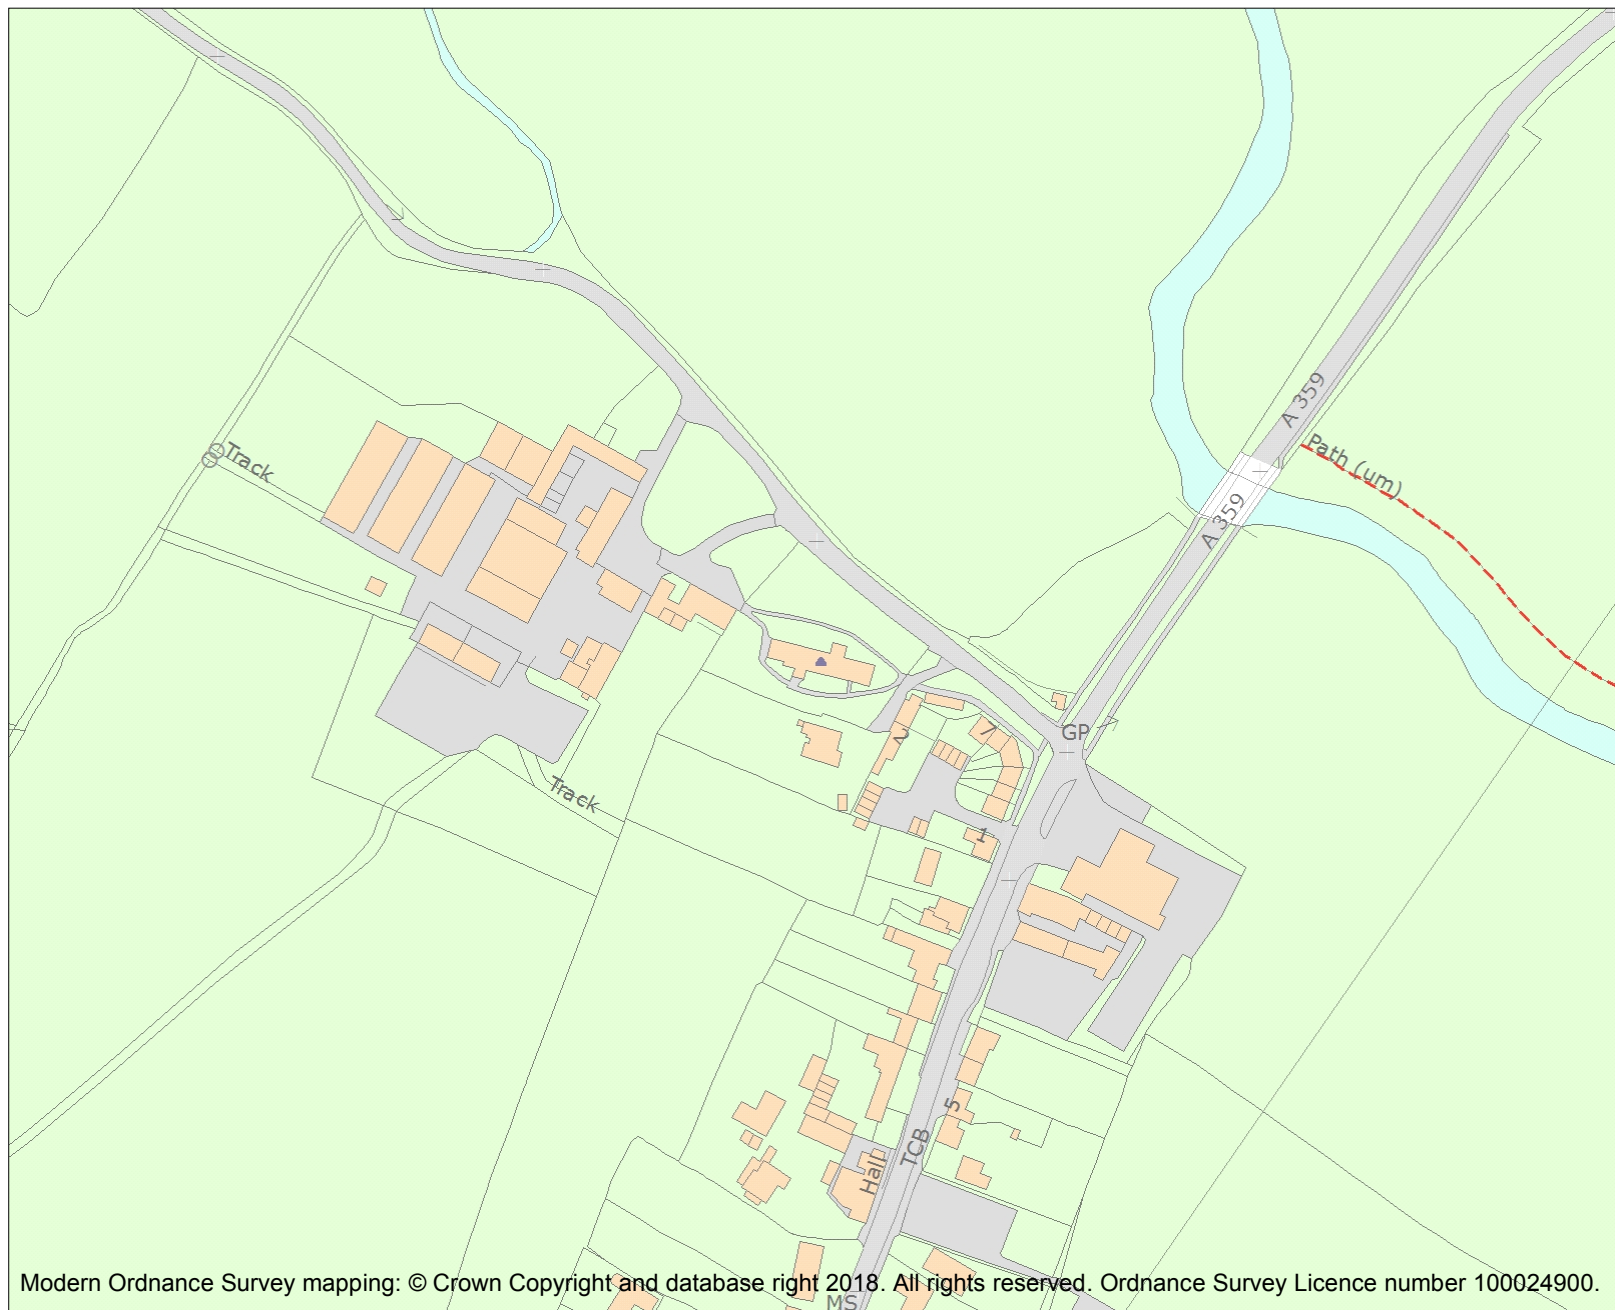 A 359
Path (um)
Track
A 359
GP
2
7
Track
1
5
TCB
Hall
MS
Modern Ordnance Survey mapping: © Crown Copyright and database right 2018. All rights reserved. Ordnance Survey Licence number 100024900.